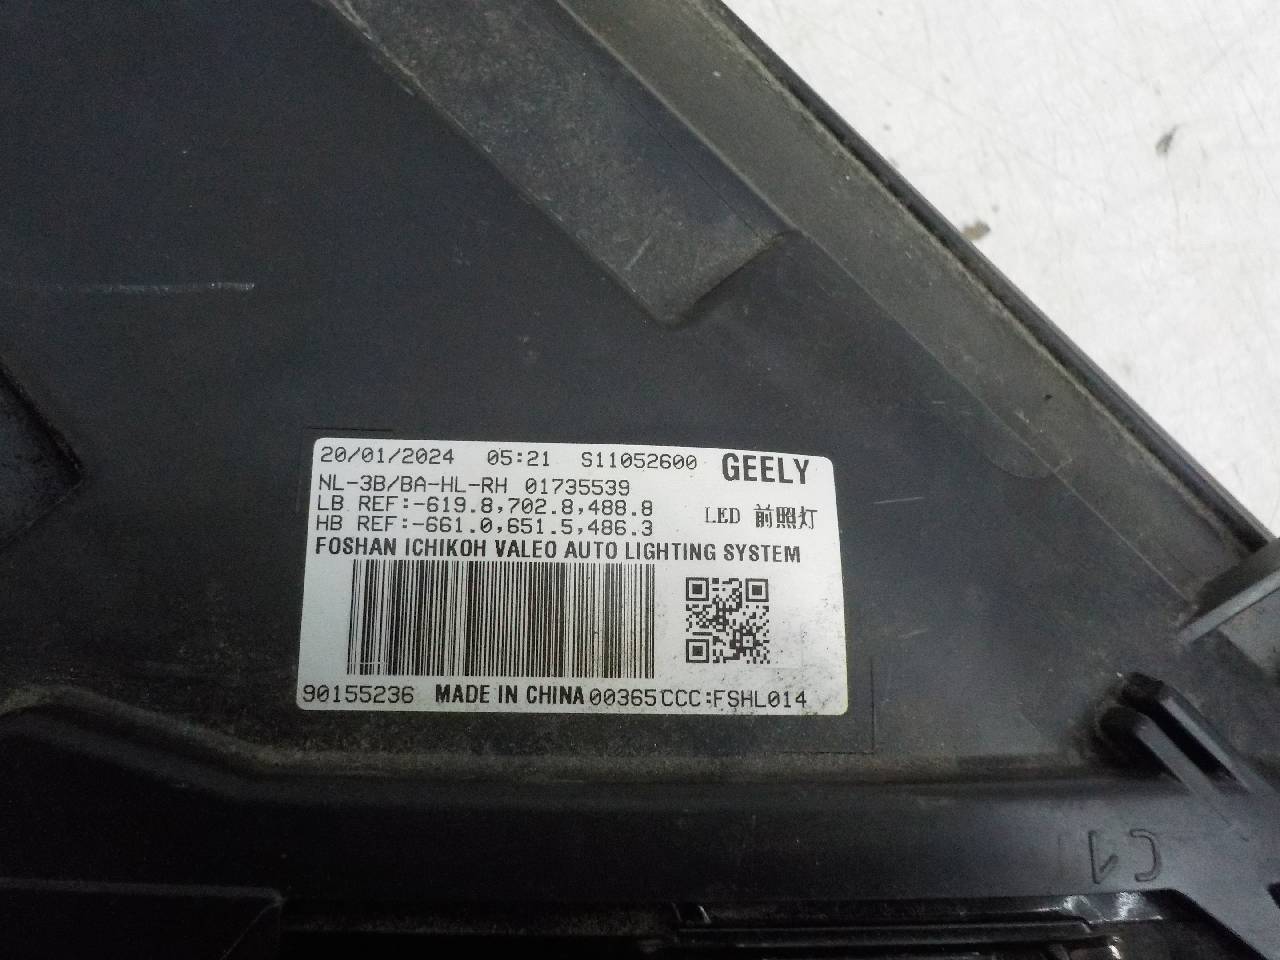 20/01/2024 05:21 S11052600 GEELY
NL-3B/BA-HL-RH 01735539
LB REF:-619.8,702.8,488.8
HB REF:-661.0,651.5,486.3
LED 前照灯
FOSHAN ICHIKOH VALEO AUTO LIGHTING SYSTEM
90155236 MADE IN CHINA 00365 CCC:FSHL014
C1